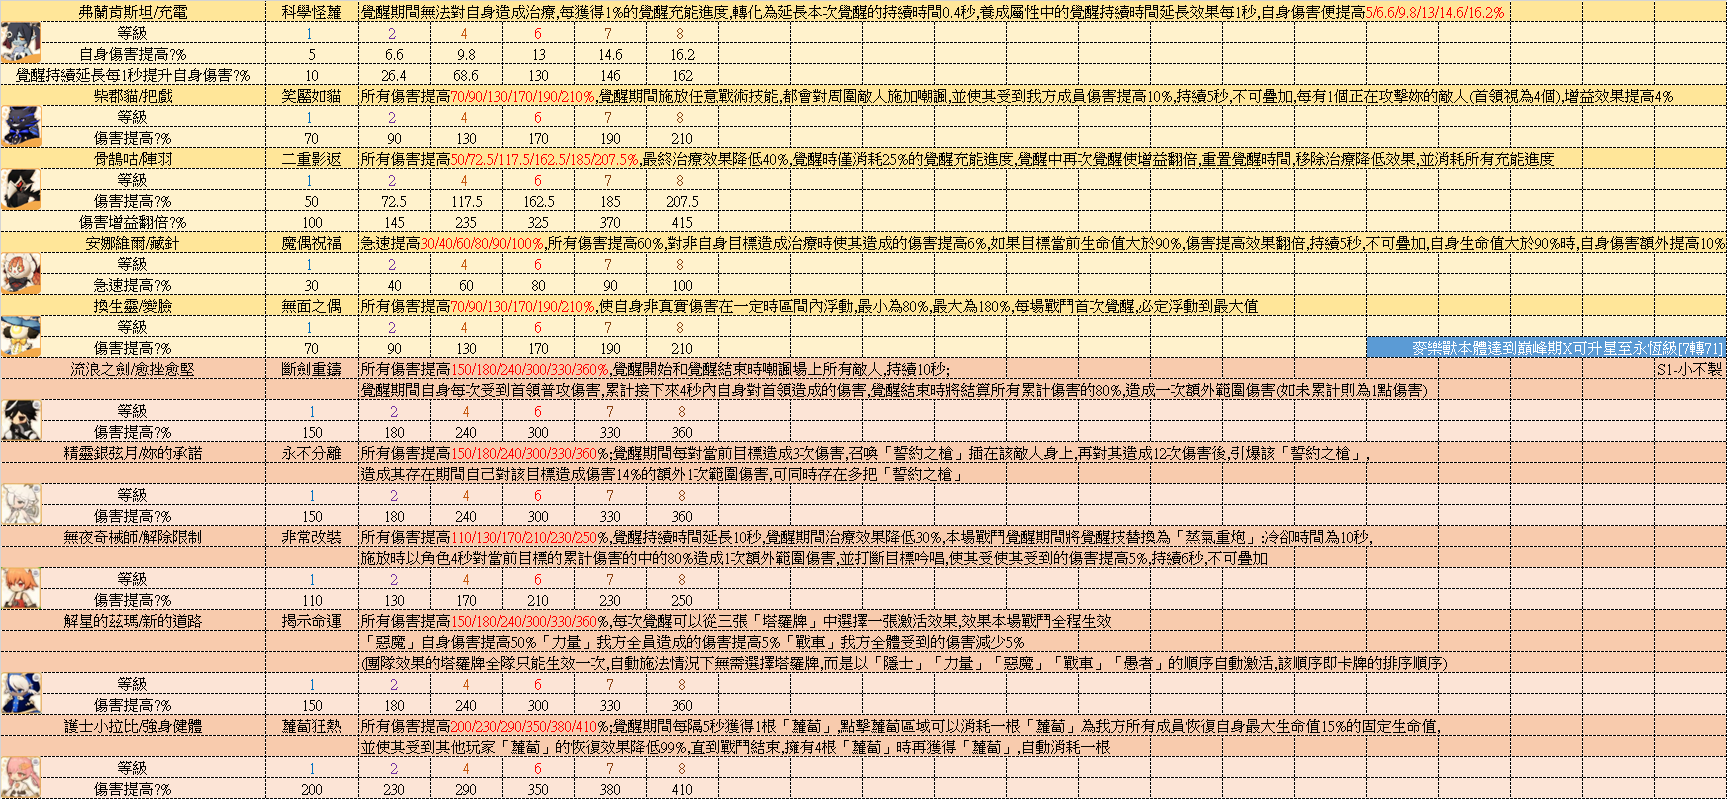 弗蘭肯斯坦/充電 科學怪蘿 覺醒期間無法對自身造成治療,每獲得1%的覺醒充能進度,轉化為延長本次覺醒的持續時間0.4秒,養成屬性中的覺醒持續時間延長效果每1秒,自身傷害便提高5/6.6/9.8/13/14.6/16.2%
等級 1 2 4 6 7 8
自身傷害提高?% 5 6.6 9.8 13 14.6 16.2
覺醒持續延長每1秒提升自身傷害?% 10 26.4 68.6 130 146 162
柴郡貓/把戲 笑靨如貓 所有傷害提高70/90/130/170/190/210%,覺醒期間施放任意戰術技能,都會對周圍敵人施加嘲諷,並使其受到我方成員傷害提高10%,持續5秒,不可疊加,每有1個正在攻擊妳的敵人(首領視為4個),增益效果提高4%
等級 1 2 4 6 7 8
傷害提高?% 70 90 130 170 190 210
骨鵠咕/陣羽 二重影返 所有傷害提高50/72.5/117.5/162.5/185/207.5%,最終治療效果降低40%,覺醒時僅消耗25%的覺醒充能進度,覺醒中再次覺醒使增益翻倍,重置覺醒時間,移除治療降低效果,並消耗所有充能進度
等級 1 2 4 6 7 8
傷害提高?% 50 72.5 117.5 162.5 185 207.5
傷害增益翻倍?% 100 145 235 325 370 415
安娜維爾/藏針 魔偶祝福 急速提高30/40/60/80/90/100%,所有傷害提高60%,對非自身目標造成治療時使其造成的傷害提高6%,如果目標當前生命值大於90%,傷害提高效果翻倍,持續5秒,不可疊加,自身生命值大於90%時,自身傷害額外提高10%
等級 1 2 4 6 7 8
急速提高?% 30 40 60 80 90 100
換生靈/變臉 無面之偶 所有傷害提高70/90/130/170/190/210%,使自身非真實傷害在一定時區間內浮動,最小為80%,最大為180%,每場戰鬥首次覺醒,必定浮動到最大值
等級 1 2 4 6 7 8
傷害提高?% 70 90 130 170 190 210 麥樂獸本體達到巔峰期X可升星至永恆級[7轉71]
流浪之劍/愈挫愈堅 斷劍重鑄 所有傷害提高150/180/240/300/330/360%,覺醒開始和覺醒結束時嘲諷場上所有敵人,持續10秒; S1-小不製
覺醒期間自身每次受到首領普攻傷害,累計接下來4秒內自身對首領造成的傷害,覺醒結束時將結算所有累計傷害的80%,造成一次額外範圍傷害(如未累計則為1點傷害)
等級 1 2 4 6 7 8
傷害提高?% 150 180 240 300 330 360
精靈銀弦月/妳的承諾 永不分離 所有傷害提高150/180/240/300/330/360%;覺醒期間每對當前目標造成3次傷害,召喚「誓約之槍」插在該敵人身上,再對其造成12次傷害後,引爆該「誓約之槍」,
造成其存在期間自己對該目標造成傷害14%的額外1次範圍傷害,可同時存在多把「誓約之槍」
等級 1 2 4 6 7 8
傷害提高?% 150 180 240 300 330 360
無夜奇械師/解除限制 非常改裝 所有傷害提高110/130/170/210/230/250%,覺醒持續時間延長10秒,覺醒期間治療效果降低30%,本場戰鬥覺醒期間將覺醒技替換為「蒸氣重炮」:冷卻時間為10秒,
施放時以角色4秒對當前目標的累計傷害的中的80%造成1次額外範圍傷害,並打斷目標吟唱,使其受使其受到的傷害提高5%,持續6秒,不可疊加
等級 1 2 4 6 7 8
傷害提高?% 110 130 170 210 230 250
解星的茲瑪/新的道路 揭示命運 所有傷害提高150/180/240/300/330/360%,每次覺醒可以從三張「塔羅牌」中選擇一張激活效果,效果本場戰鬥全程生效
「惡魔」自身傷害提高50%「力量」我方全員造成的傷害提高5%「戰車」我方全體受到的傷害減少5%
(團隊效果的塔羅牌全隊只能生效一次,自動施法情況下無需選擇塔羅牌,而是以「隱士」「力量」「惡魔」「戰車」「愚者」的順序自動激活,該順序即卡牌的排序順序)
等級 1 2 4 6 7 8
傷害提高?% 150 180 240 300 330 360
護士小拉比/強身健體 蘿蔔狂熱 所有傷害提高200/230/290/350/380/410%;覺醒期間每隔5秒獲得1根「蘿蔔」,點擊蘿蔔區域可以消耗一根「蘿蔔」為我方所有成員恢復自身最大生命值15%的固定生命值,
並使其受到其他玩家「蘿蔔」的恢復效果降低99%,直到戰鬥結束,擁有4根「蘿蔔」時再獲得「蘿蔔」,自動消耗一根
等級 1 2 4 6 7 8
傷害提高?% 200 230 290 350 380 410